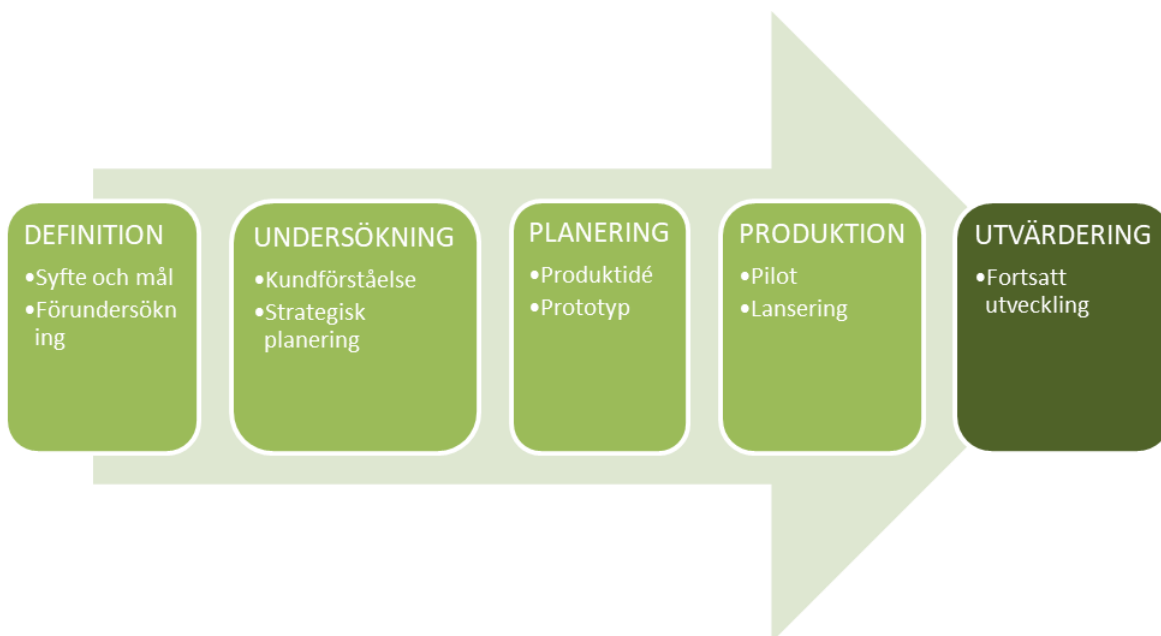 DEFINITION
•Syfte och mål
•Förundersökn
ing
UNDERSÖKNING
•Kundförståelse
•Strategisk
planering
PLANERING
•Produktidé
•Prototyp
PRODUKTION
•Pilot
•Lansering
UTVÄRDERING
•Fortsatt
utveckling